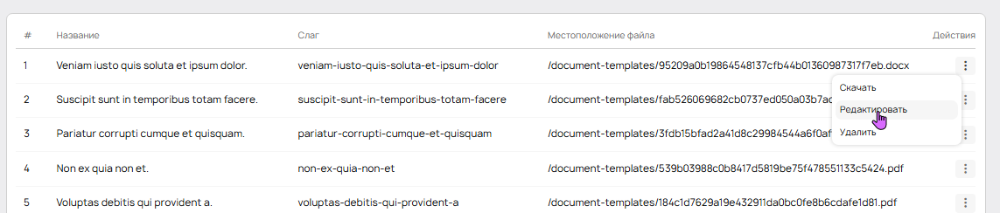 # Название Слаг Местоположение файла Действия
1 Veniam iusto quis soluta et ipsum dolor. veniam-iusto-quis-soluta-et-ipsum-dolor /document-templates/95209a0b19864548137cfb44b01360987317f7eb.docx
Скачать
2 Suscipit sunt in temporibus totam facere. suscipit-sunt-in-temporibus-totam-facere /document-templates/fab526069682cb0737ed050a03b7ac
Редактировать
3 Pariatur corrupti cumque et quisquam. pariatur-corrupti-cumque-et-quisquam /document-templates/3fdb15bfad2a41d8c29984544a6f0af
Удалить
4 Non ex quia non et. non-ex-quia-non-et /document-templates/539b03988c0b8417d5819be75f478551133c5424.pdf
5 Voluptas debitis qui provident a. voluptas-debitis-qui-provident-a /document-templates/184c1d7629a19e432911da0bc0fe8b6cdafe1d81.pdf